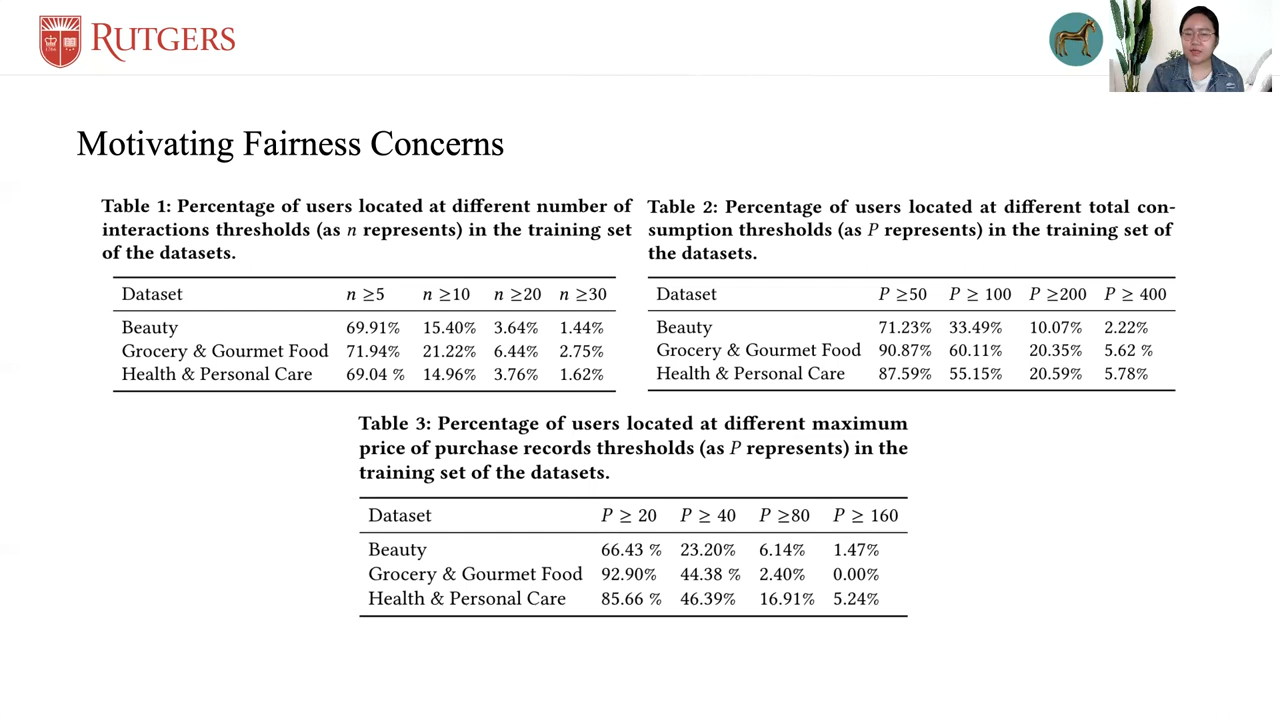 RUTGERS
Motivating Fairness Concerns
Table 1: Percentage of users located at different number of
interactions thresholds (as n represents) in the training set
of the datasets.
Dataset n ≥5 n ≥10 n ≥20 n ≥30
Beauty 69.91% 15.40% 3.64% 1.44%
Grocery & Gourmet Food 71.94% 21.22% 6.44% 2.75%
Health & Personal Care 69.04 % 14.96% 3.76% 1.62%
Table 2: Percentage of users located at different total con-
sumption thresholds (as P represents) in the training set of
the datasets.
Dataset P ≥50 P ≥ 100 P ≥200 P ≥ 400
Beauty 71.23% 33.49% 10.07% 2.22%
Grocery & Gourmet Food 90.87% 60.11% 20.35% 5.62 %
Health & Personal Care 87.59% 55.15% 20.59% 5.78%
Table 3: Percentage of users located at different maximum
price of purchase records thresholds (as P represents) in the
training set of the datasets.
Dataset P ≥ 20 P ≥ 40 P ≥80 P ≥ 160
Beauty 66.43 % 23.20% 6.14% 1.47%
Grocery & Gourmet Food 92.90% 44.38 % 2.40% 0.00%
Health & Personal Care 85.66 % 46.39% 16.91% 5.24%